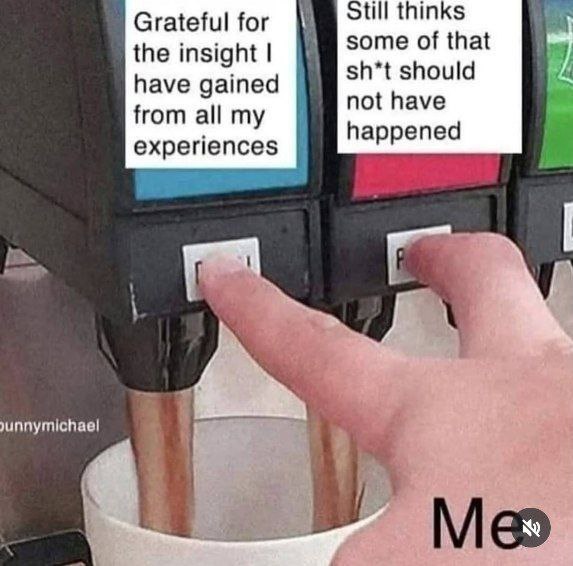 Grateful for
the insight I
have gained
from all my
experiences
Still thinks
some of that
sh*t should
not have
happened
bunnymichael
Me